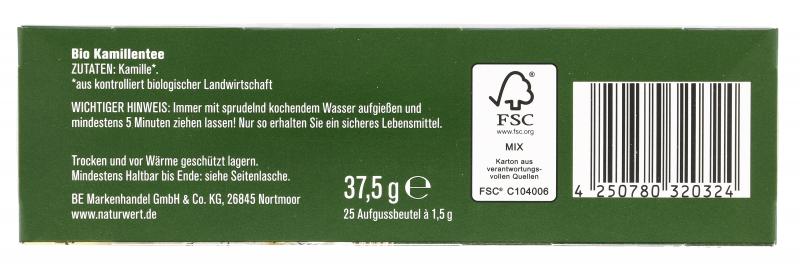 Bio Kamillentee
ZUTATEN: Kamille*.
*aus kontrolliert biologischer Landwirtschaft
WICHTIGER HINWEIS: Immer mit sprudelnd kochendem Wasser aufgießen und
mindestens 5 Minuten ziehen lassen! Nur so erhalten Sie ein sicheres Lebensmittel.
Trocken und vor Wärme geschützt lagern.
Mindestens Haltbar bis Ende: siehe Seitenlasche.
BE Markenhandel GmbH & Co. KG, 26845 Nortmoor
www.naturwert.de
37,5 g ℮
25 Aufgussbeutel à 1,5 g
FSC
www.fsc.org
MIX
Karton aus
verantwortungs-
vollen Quellen
FSC® C104006
4 250780 320324